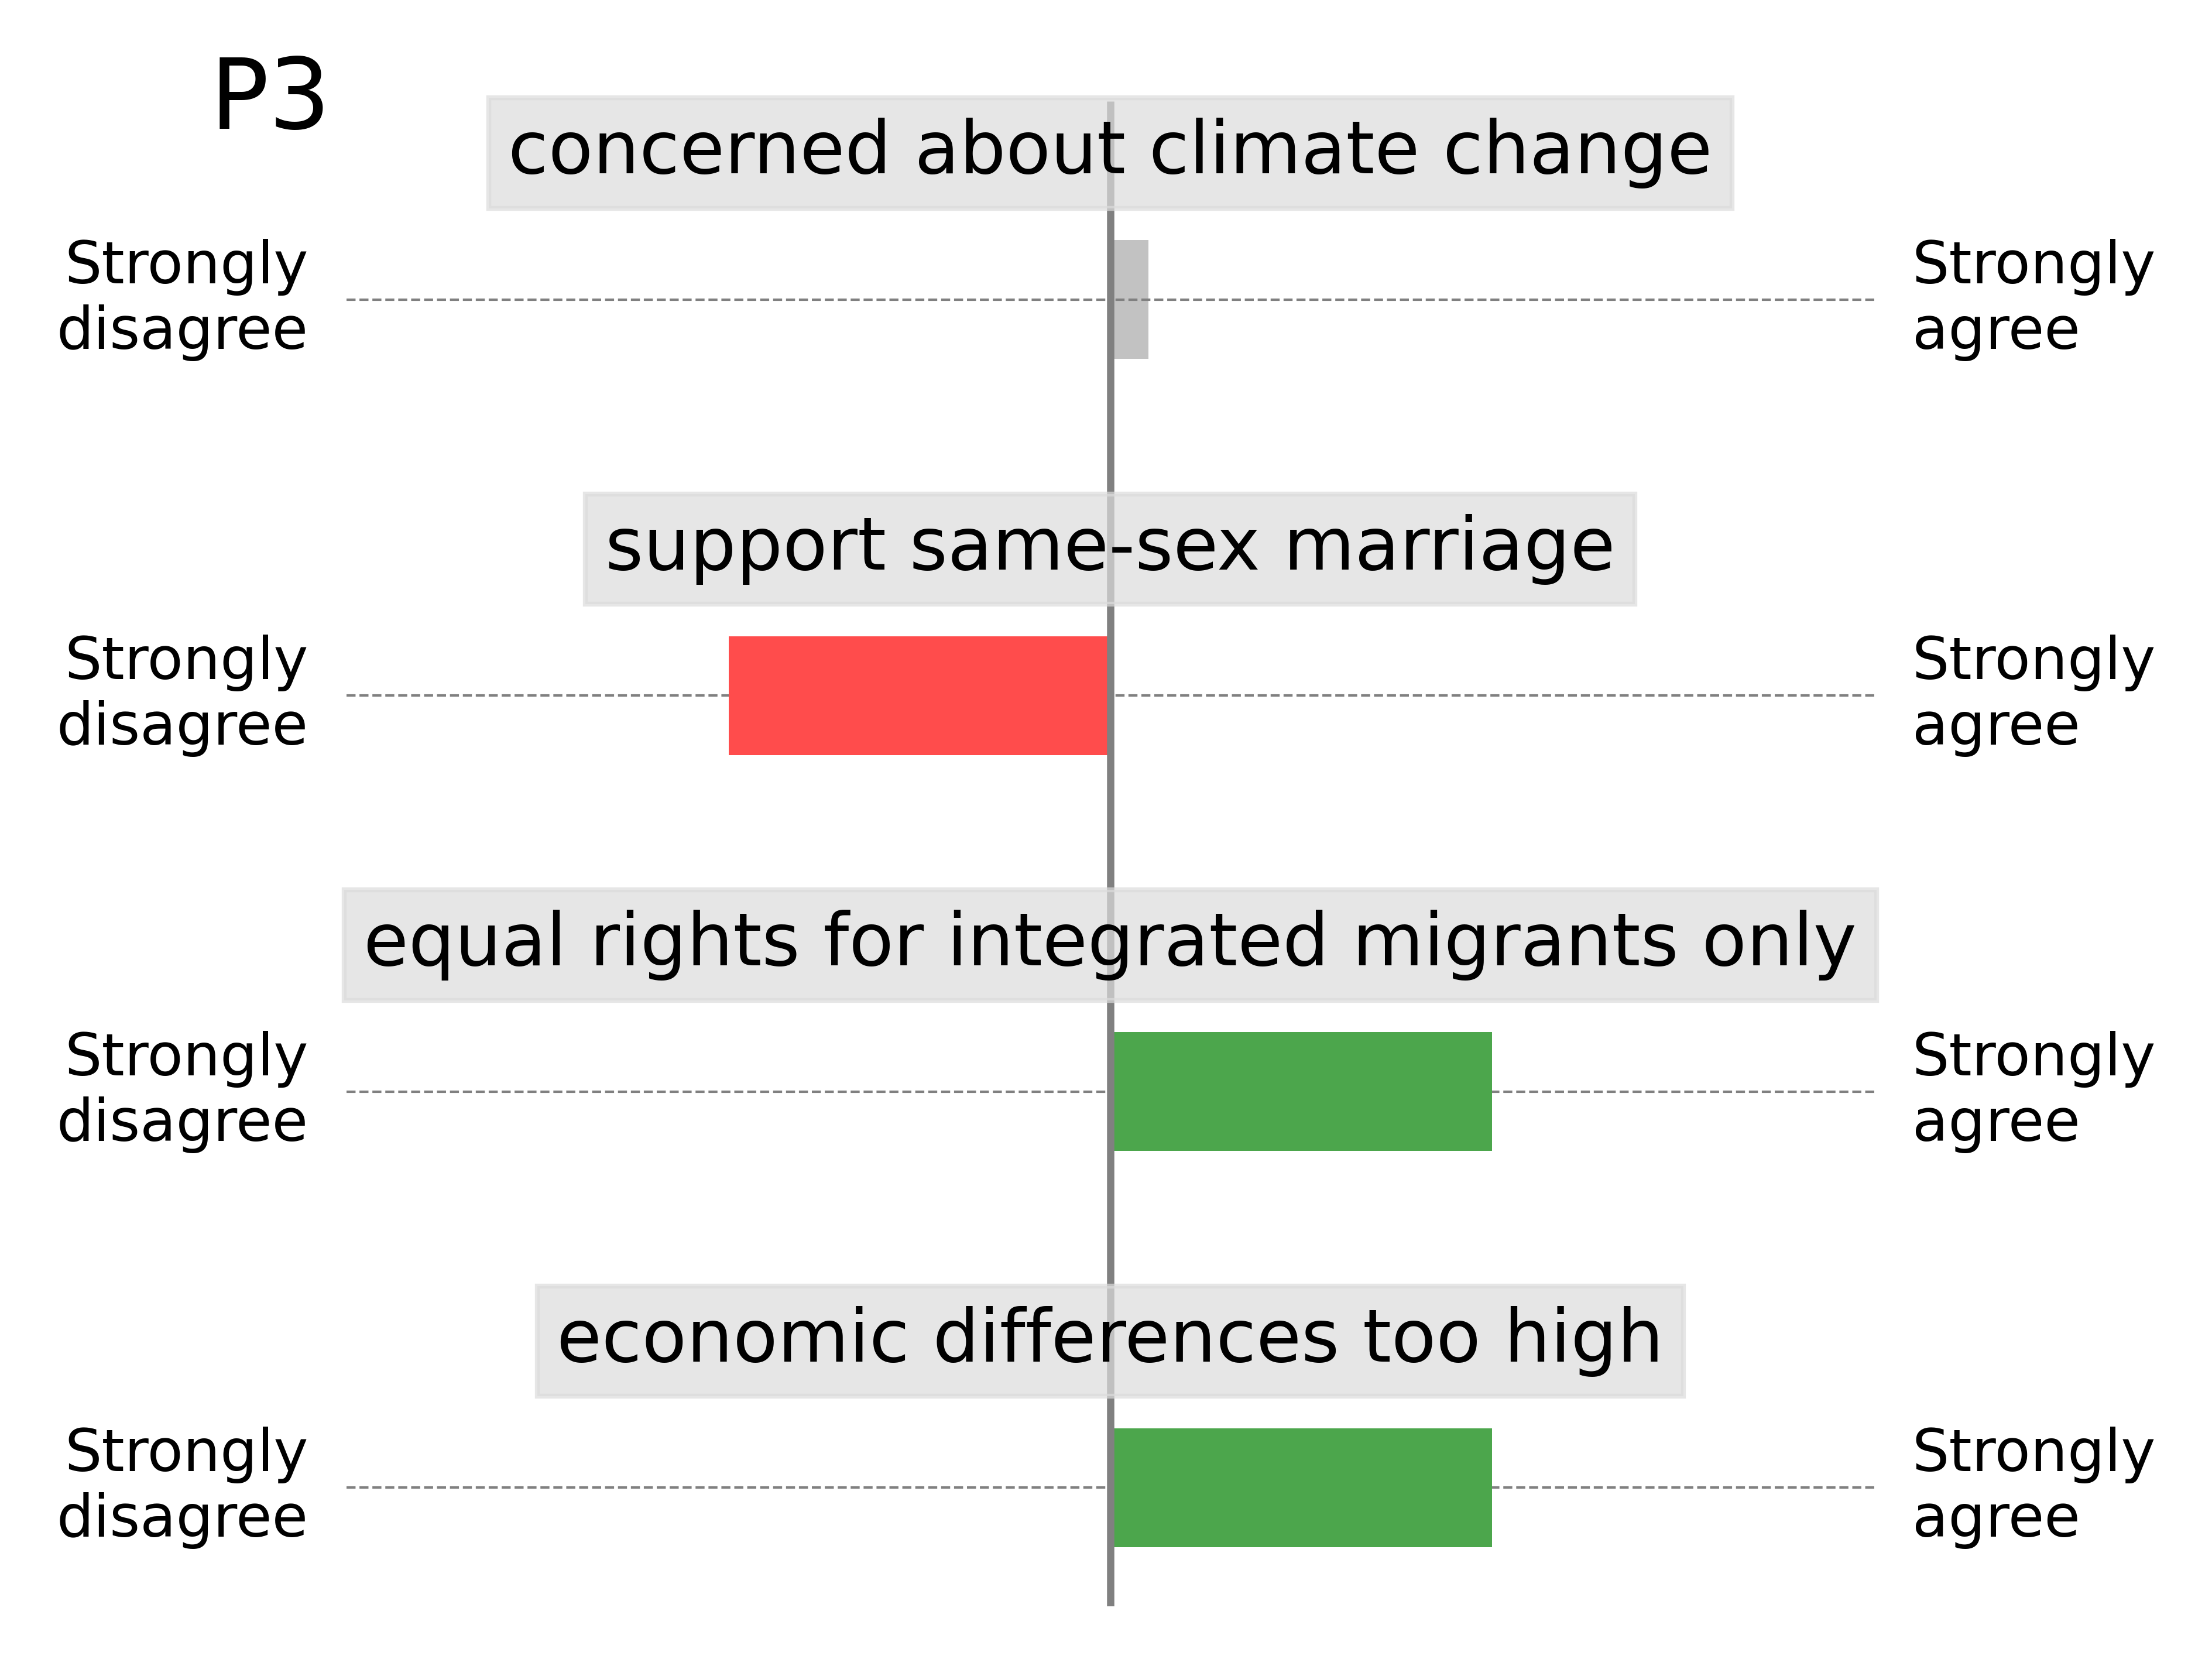 P3
concerned about climate change
Strongly
disagree
Strongly
agree
support same-sex marriage
Strongly
disagree
Strongly
agree
equal rights for integrated migrants only
Strongly
disagree
Strongly
agree
economic differences too high
Strongly
disagree
Strongly
agree